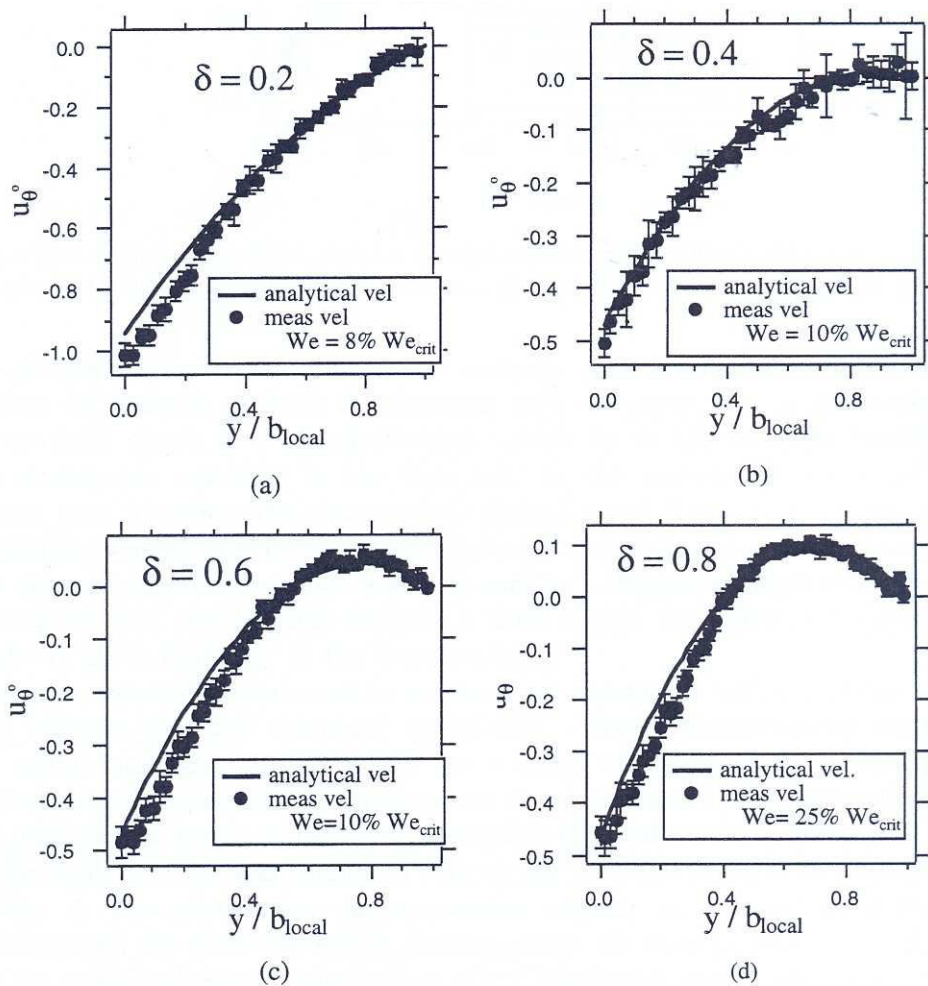 δ = 0.2
0.0
-0.2
-0.4
-0.6
-0.8
-1.0
uθ°
analytical vel
meas vel
We = 8% We_crit
0.0 0.4 0.8
y / b_local
(a)
δ = 0.4
0.0
-0.1
-0.2
-0.3
-0.4
-0.5
uθ°
analytical vel
meas vel
We = 10% We_crit
0.0 0.4 0.8
y / b_local
(b)
δ = 0.6
0.0
-0.1
-0.2
-0.3
-0.4
-0.5
uθ°
analytical vel
meas vel
We=10% We_crit
0.0 0.4 0.8
y / b_local
(c)
δ = 0.8
0.1
0.0
-0.1
-0.2
-0.3
-0.4
-0.5
uθ
analytical vel.
meas vel
We= 25% We_crit
0.0 0.4 0.8
y / b_local
(d)